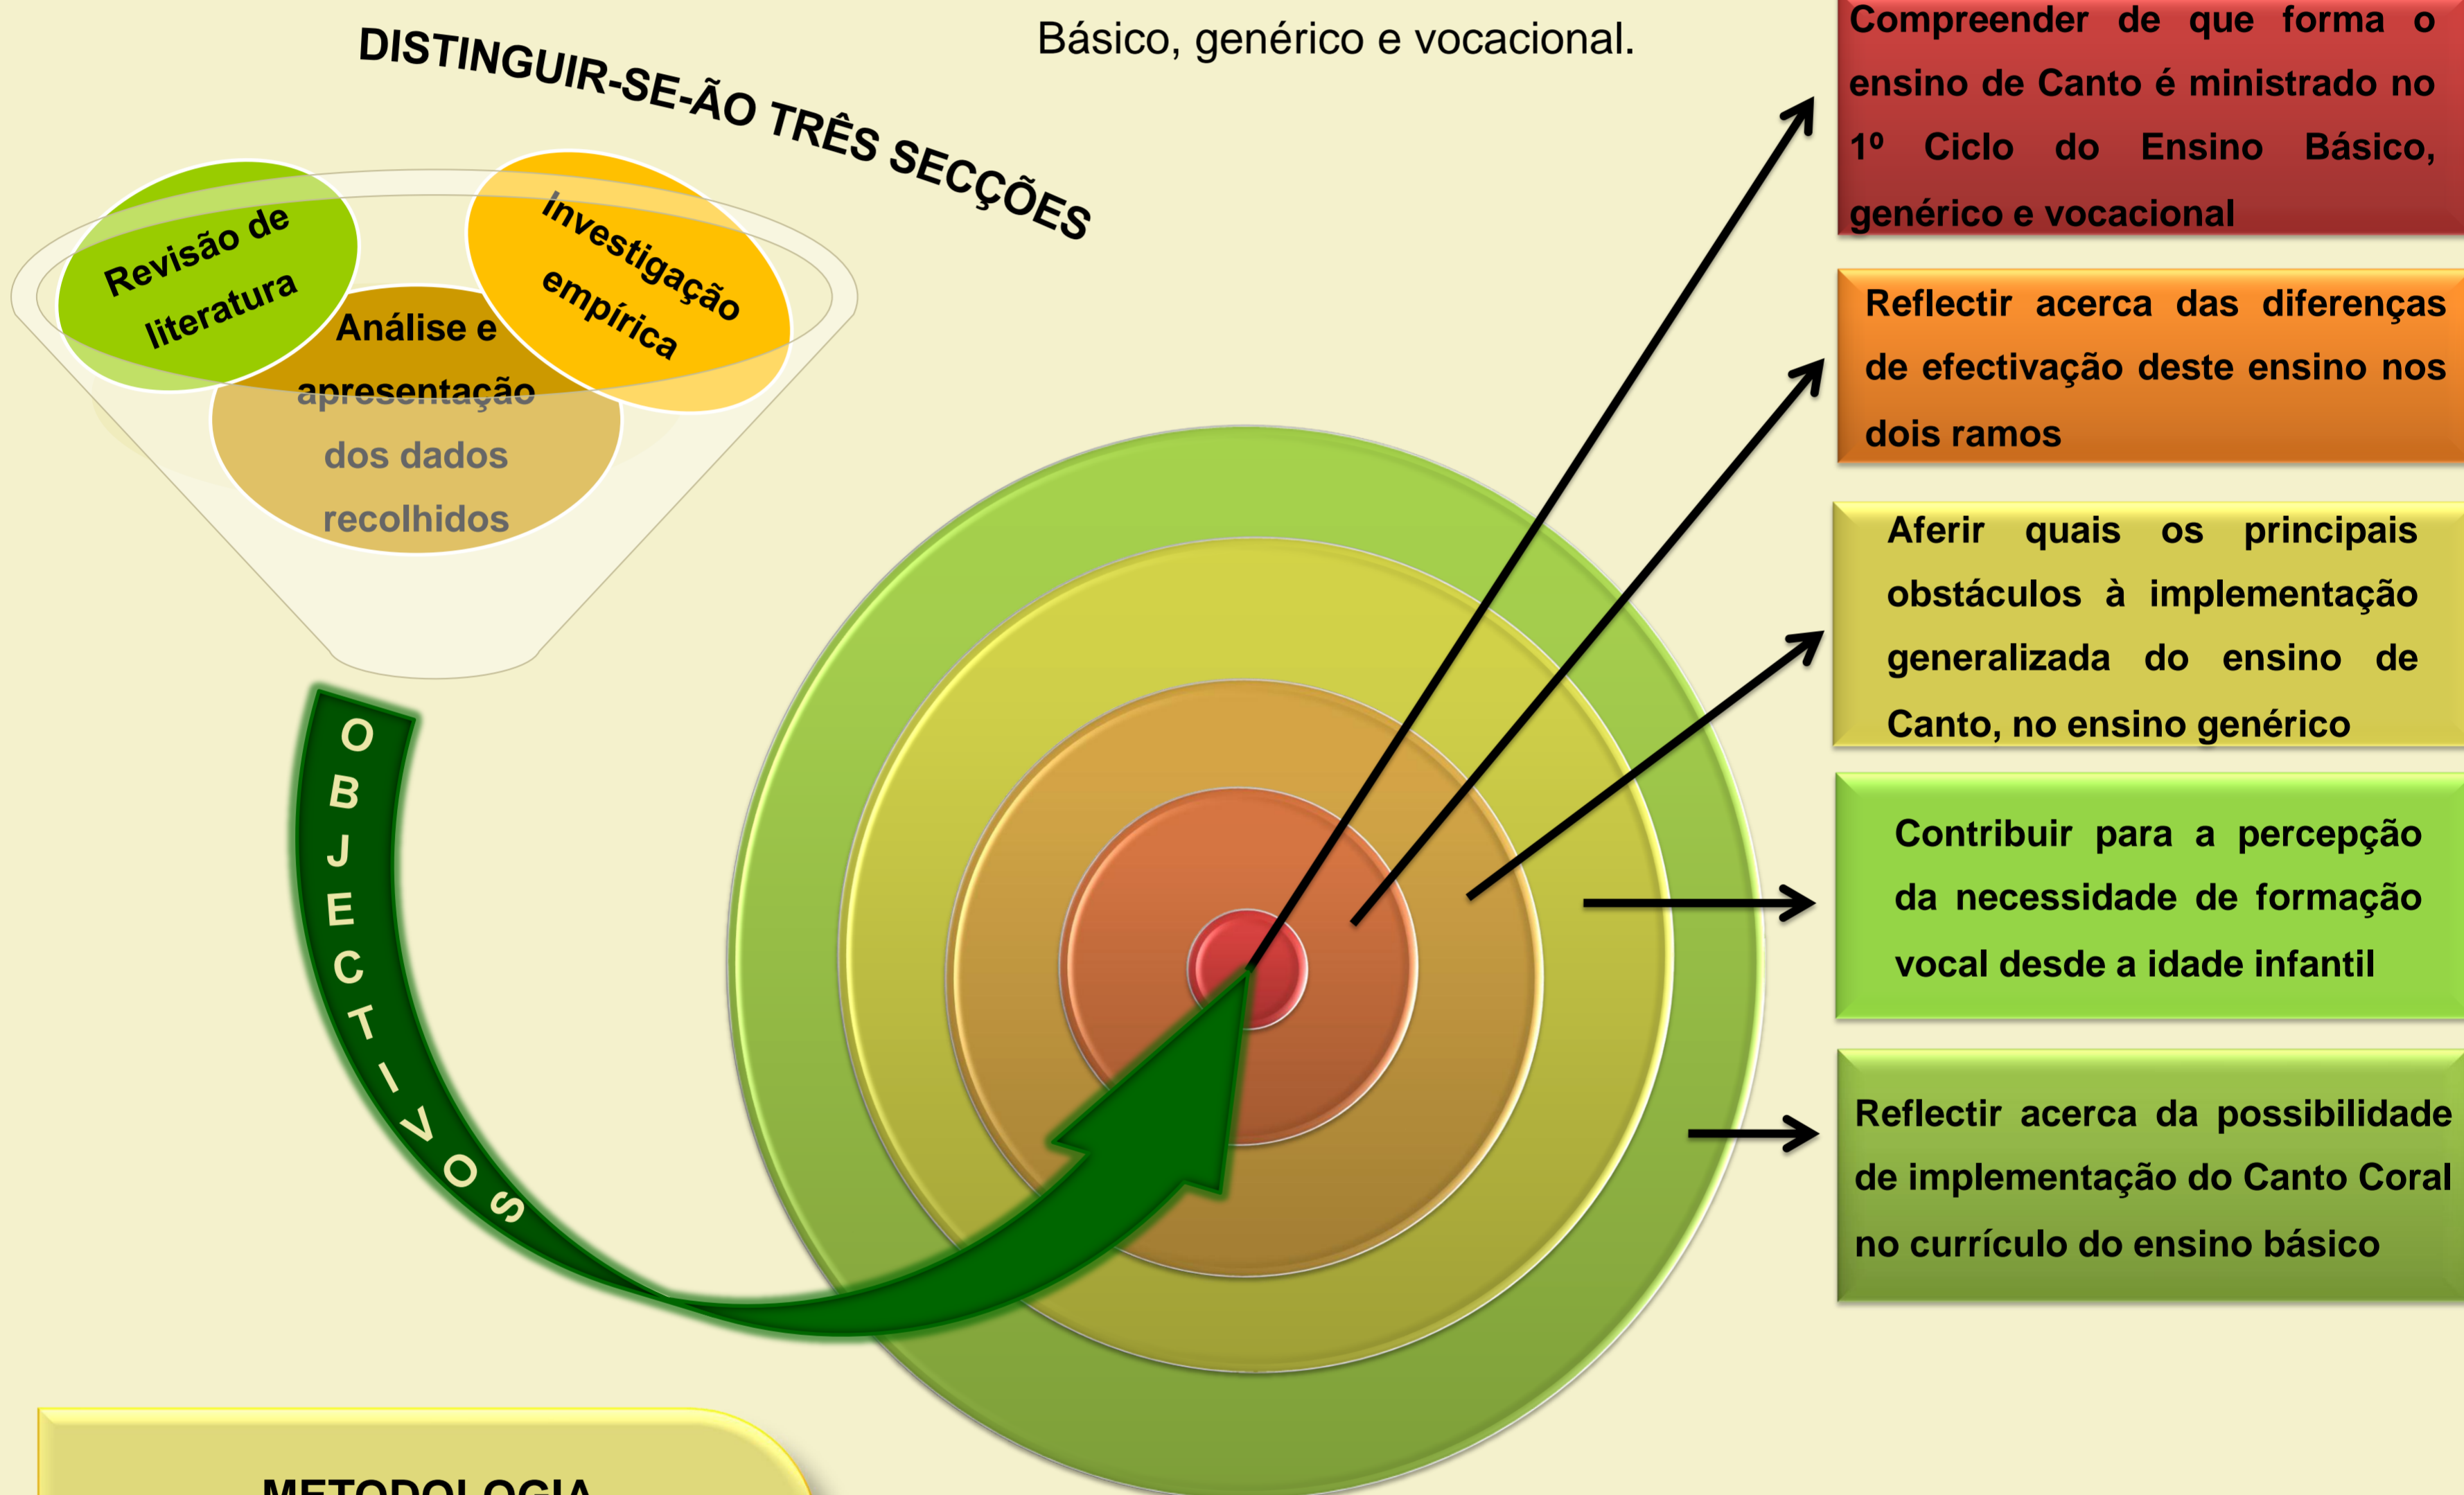 Básico, genérico e vocacional.
DISTINGUIR-SE-ÃO TRÊS SECÇÕES
Revisão de
literatura
Investigação
empírica
Análise e
apresentação
dos dados
recolhidos
OBJECTIVOS
Compreender de que forma o
ensino de Canto é ministrado no
1º Ciclo do Ensino Básico,
genérico e vocacional
Reflectir acerca das diferenças
de efectivação deste ensino nos
dois ramos
Aferir quais os principais
obstáculos à implementação
generalizada do ensino de
Canto, no ensino genérico
Contribuir para a percepção
da necessidade de formação
vocal desde a idade infantil
Reflectir acerca da possibilidade
de implementação do Canto Coral
no currículo do ensino básico
METODOLOGIA